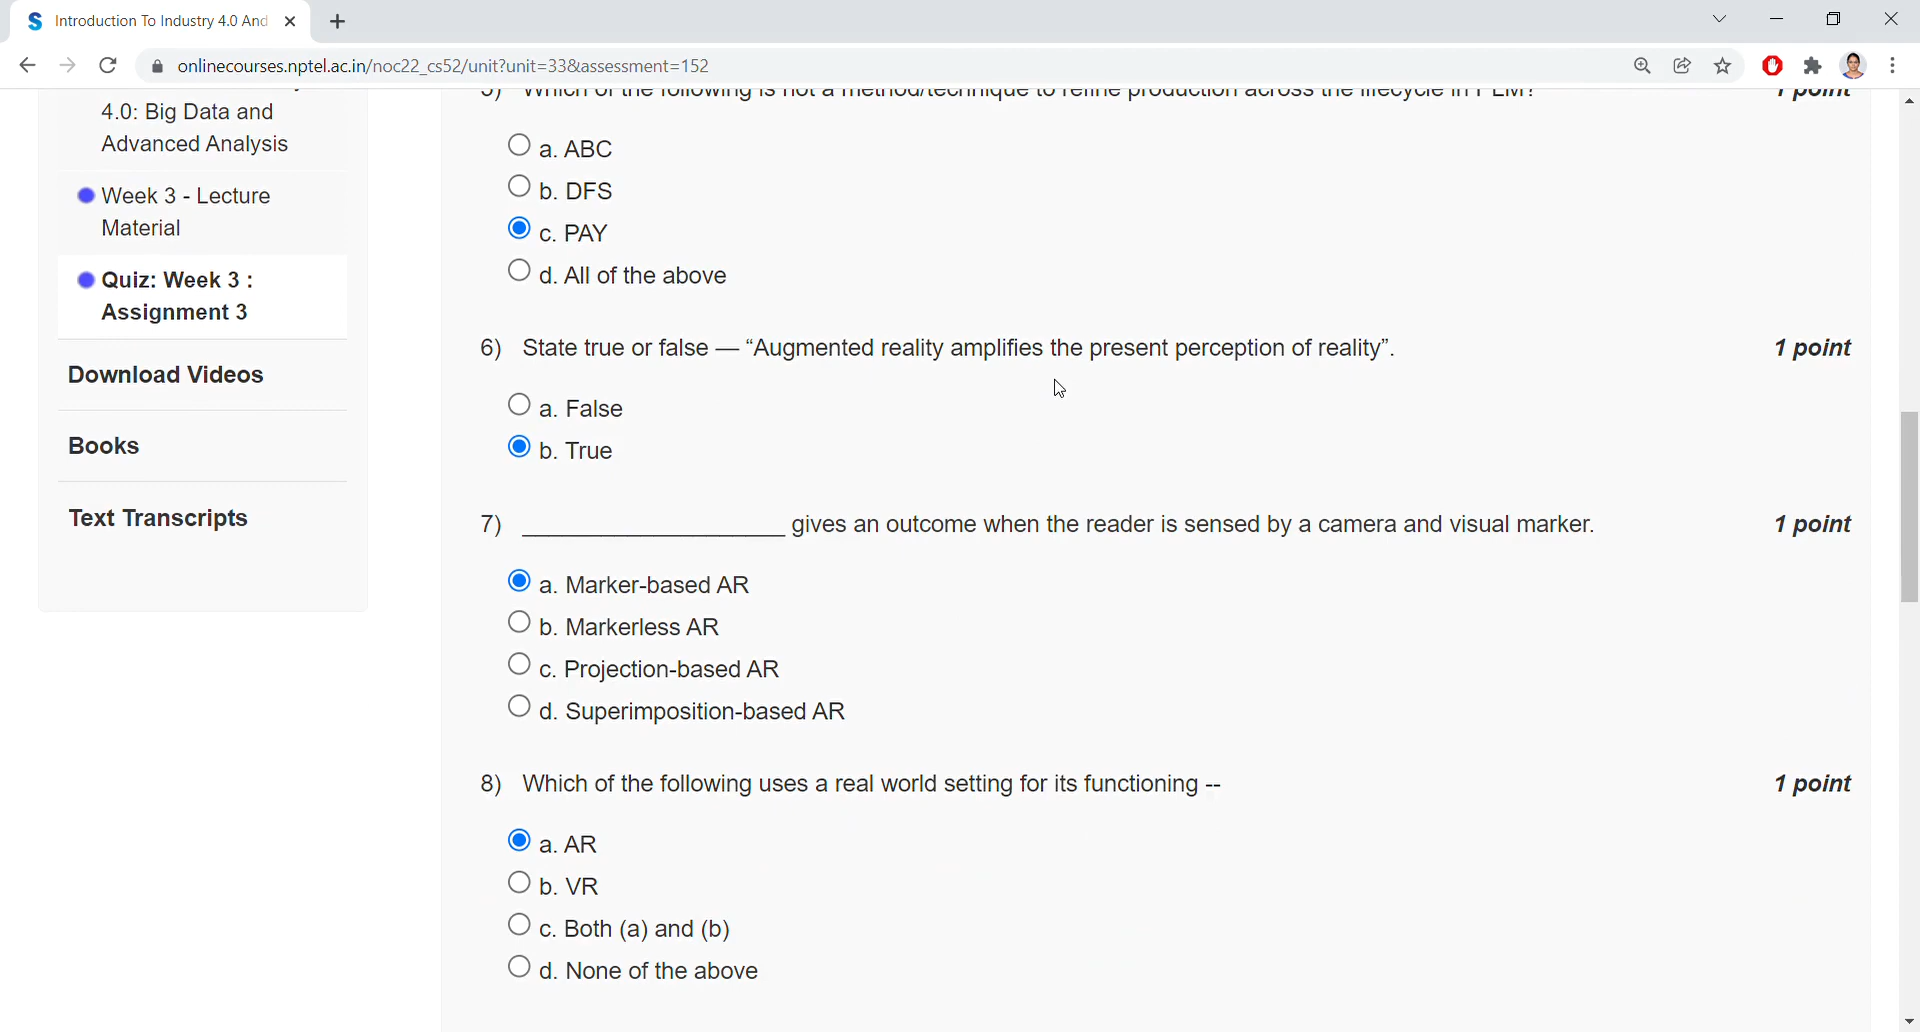 Introduction To Industry 4.0 And
onlinecourses.nptel.ac.in/noc22_cs52/unit?unit=33&assessment=152
4.0: Big Data and
Advanced Analysis
Week 3 - Lecture
Material
Quiz: Week 3 :
Assignment 3
Download Videos
Books
Text Transcripts
5) Which of the following is not a method/technique to refine production across the lifecycle in PLM? 1 point
a. ABC
b. DFS
c. PAY
d. All of the above
6) State true or false — “Augmented reality amplifies the present perception of reality”. 1 point
a. False
b. True
7) ____________________ gives an outcome when the reader is sensed by a camera and visual marker. 1 point
a. Marker-based AR
b. Markerless AR
c. Projection-based AR
d. Superimposition-based AR
8) Which of the following uses a real world setting for its functioning -- 1 point
a. AR
b. VR
c. Both (a) and (b)
d. None of the above